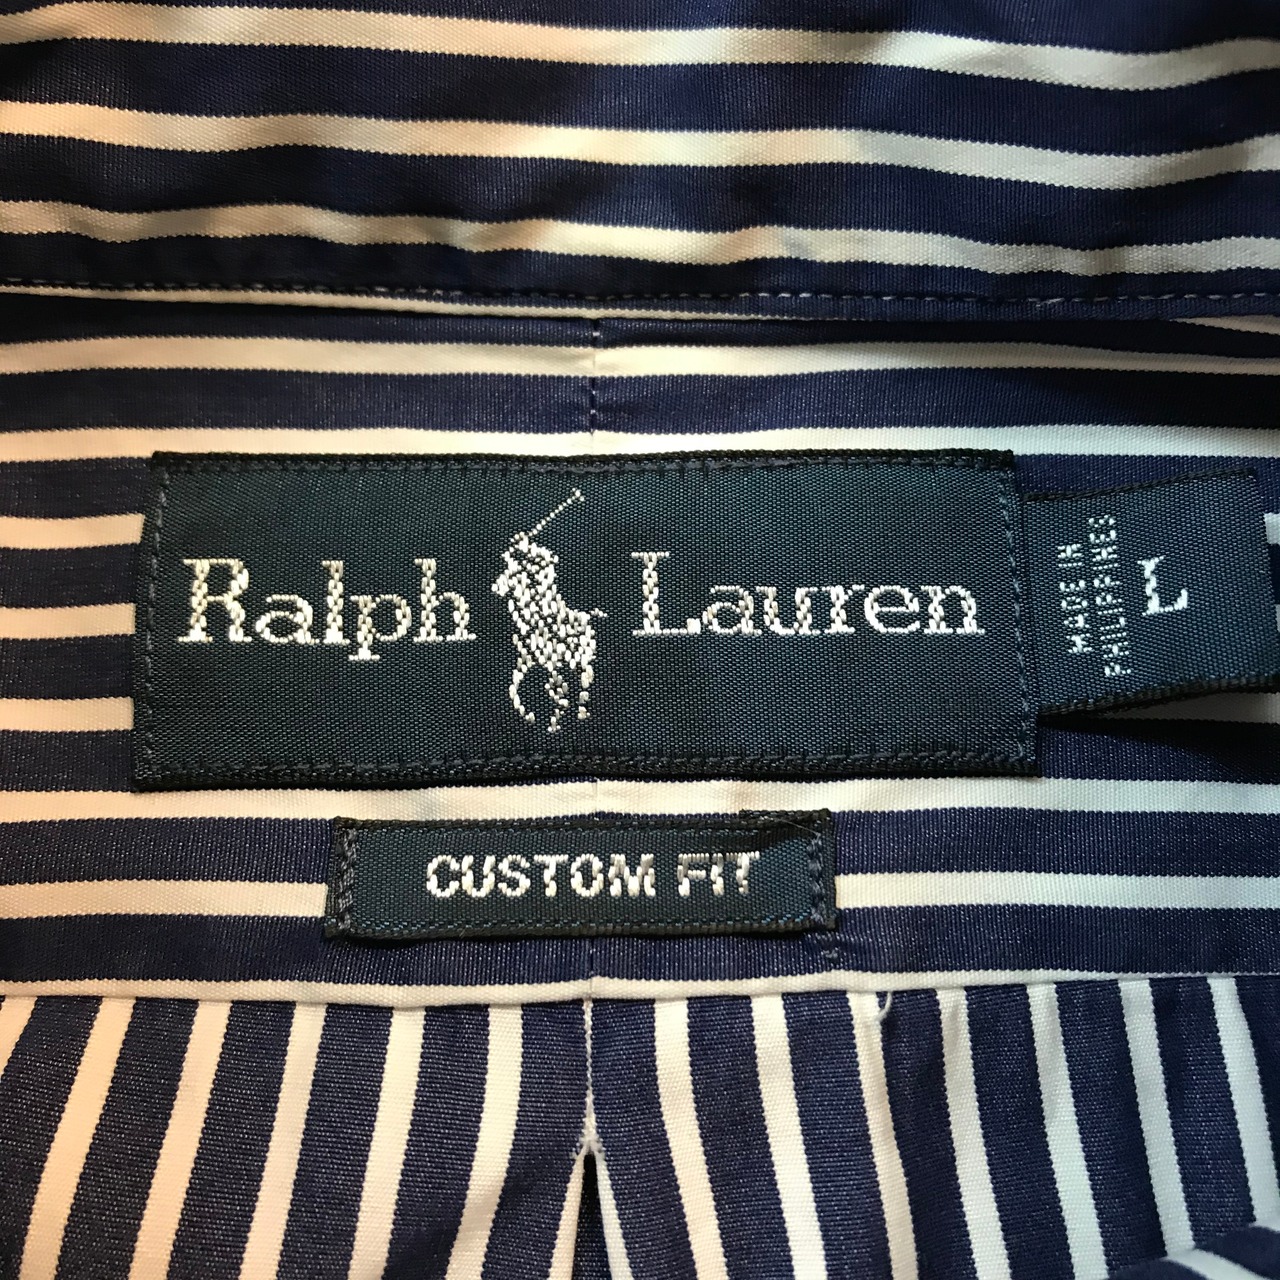 Ralph Lauren
MADE IN
PHILIPPINES
L
CUSTOM FIT